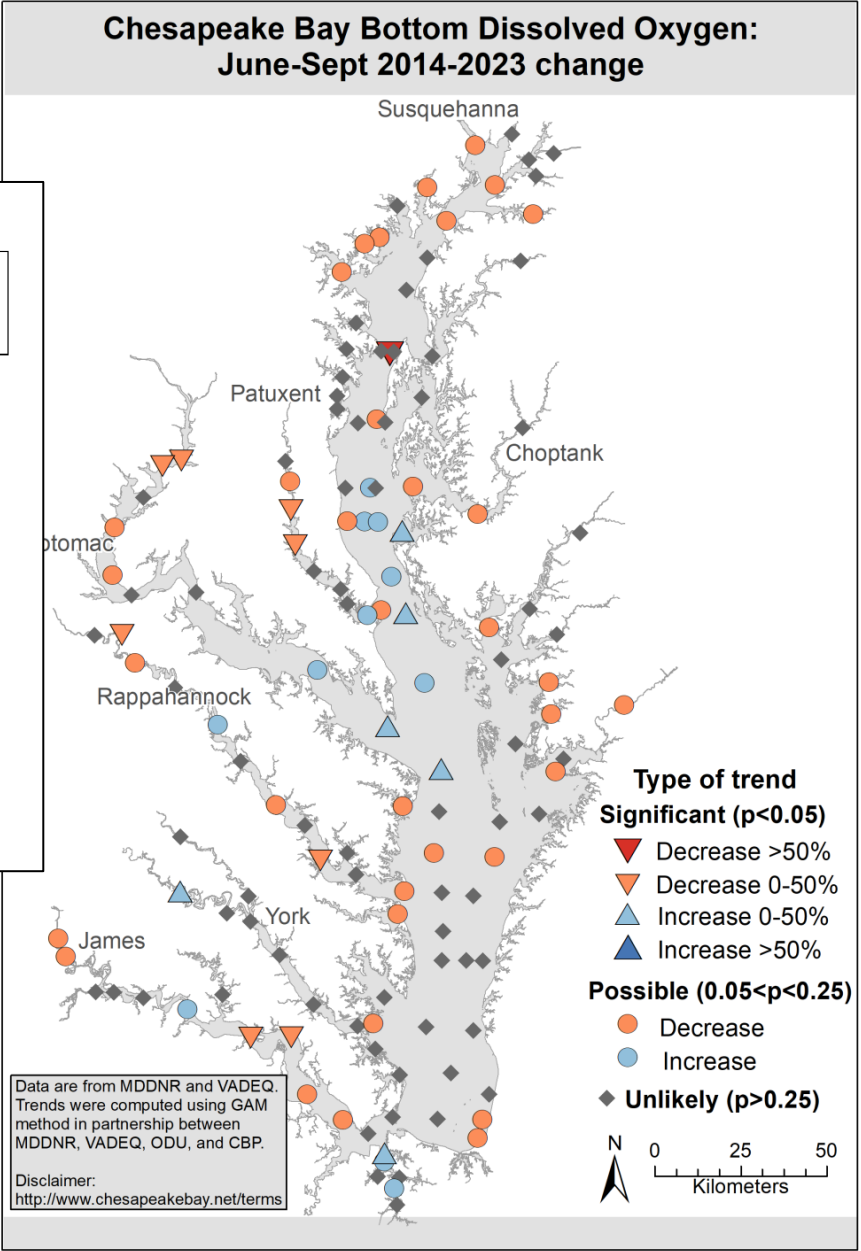 Chesapeake Bay Bottom Dissolved Oxygen:
June-Sept 2014-2023 change
Susquehanna
Patuxent
Choptank
otomac
Rappahannock
York
James
Type of trend
Significant (p<0.05)
Decrease >50%
Decrease 0-50%
Increase 0-50%
Increase >50%
Possible (0.05<p<0.25)
Decrease
Increase
Unlikely (p>0.25)
Data are from MDDNR and VADEQ.
Trends were computed using GAM
method in partnership between
MDDNR, VADEQ, ODU, and CBP.
Disclaimer:
http://www.chesapeakebay.net/terms
N
0 25 50
Kilometers